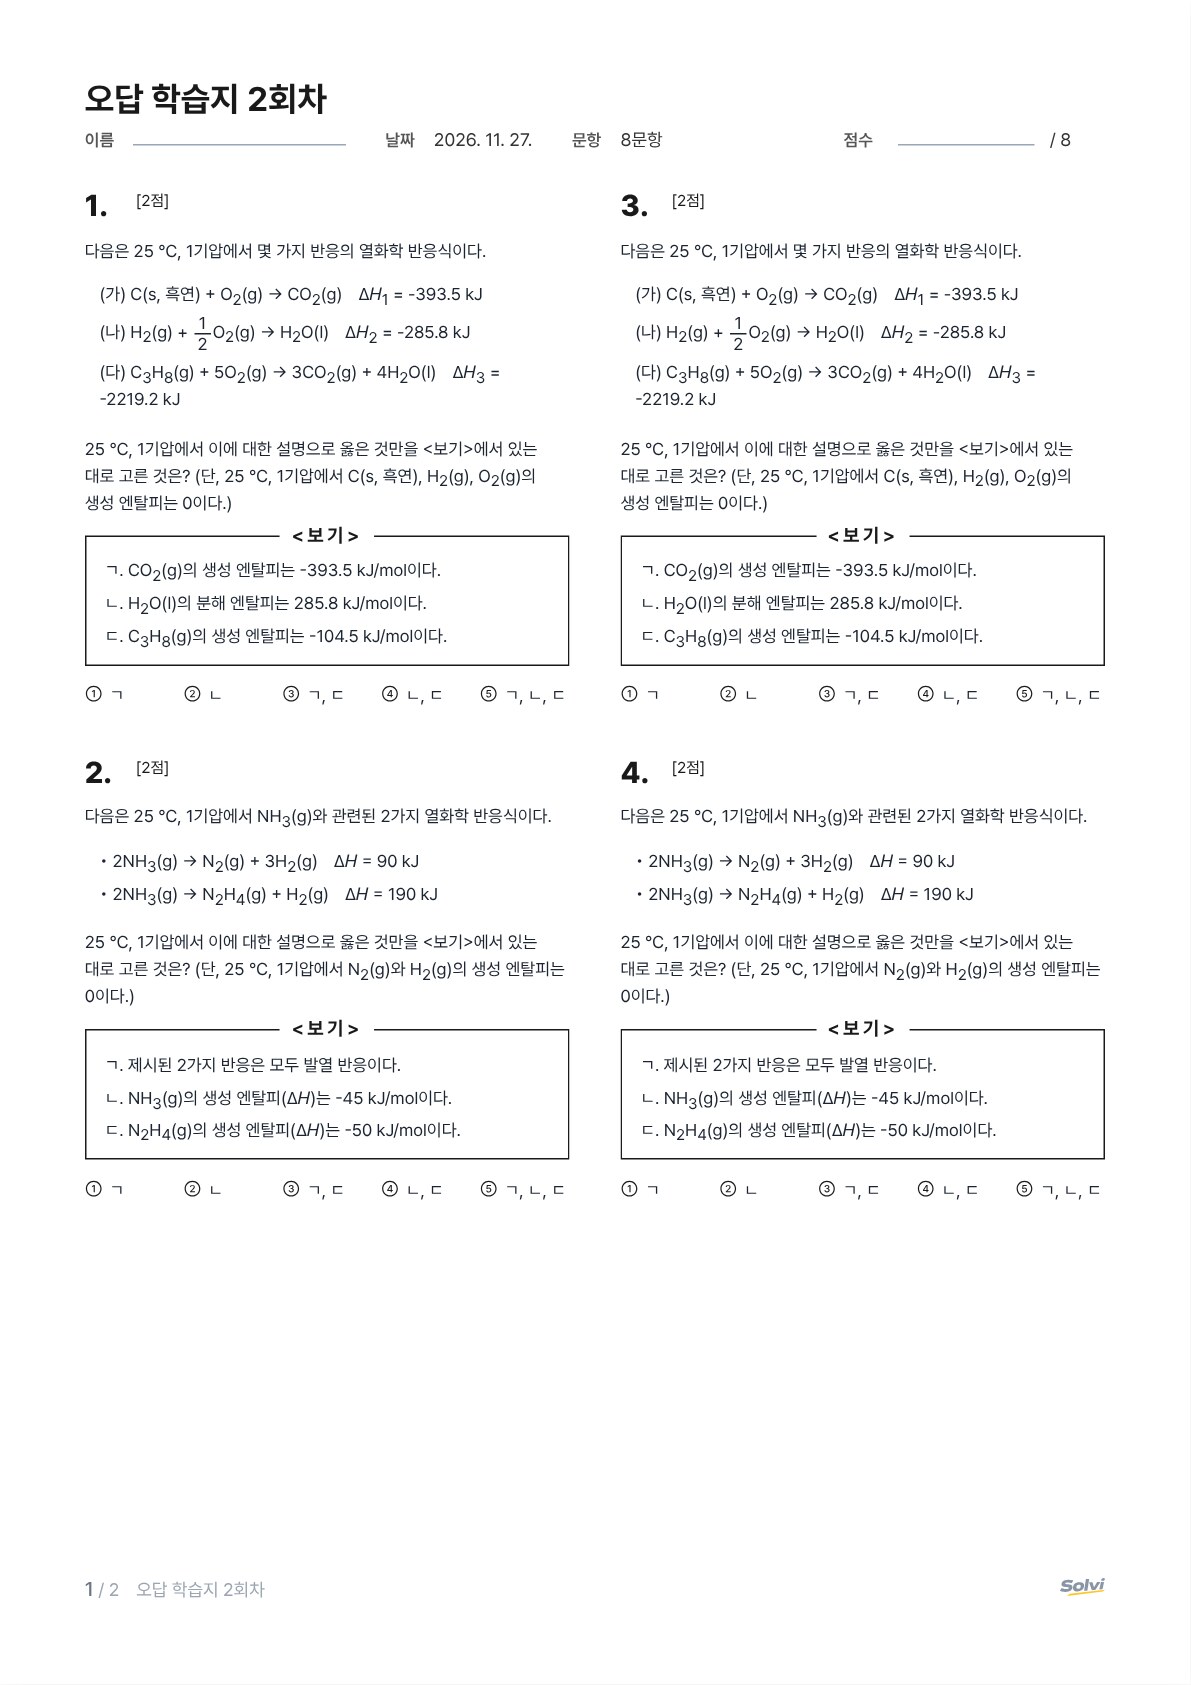 오답 학습지 2회차
이름 날짜 2026. 11. 27. 문항 8문항 점수 / 8
1. [2점]
다음은 25 °C, 1기압에서 몇 가지 반응의 열화학 반응식이다.
(가) C(s, 흑연) + O₂(g) → CO₂(g) ΔH₁ = -393.5 kJ
(나) H₂(g) + 1/2 O₂(g) → H₂O(l) ΔH₂ = -285.8 kJ
(다) C₃H₈(g) + 5O₂(g) → 3CO₂(g) + 4H₂O(l) ΔH₃ =
-2219.2 kJ
25 °C, 1기압에서 이에 대한 설명으로 옳은 것만을 <보기>에서 있는
대로 고른 것은? (단, 25 °C, 1기압에서 C(s, 흑연), H₂(g), O₂(g)의
생성 엔탈피는 0이다.)
<보기>
ㄱ. CO₂(g)의 생성 엔탈피는 -393.5 kJ/mol이다.
ㄴ. H₂O(l)의 분해 엔탈피는 285.8 kJ/mol이다.
ㄷ. C₃H₈(g)의 생성 엔탈피는 -104.5 kJ/mol이다.
① ㄱ ② ㄴ ③ ㄱ, ㄷ ④ ㄴ, ㄷ ⑤ ㄱ, ㄴ, ㄷ
2. [2점]
다음은 25 °C, 1기압에서 NH₃(g)와 관련된 2가지 열화학 반응식이다.
• 2NH₃(g) → N₂(g) + 3H₂(g) ΔH = 90 kJ
• 2NH₃(g) → N₂H₄(g) + H₂(g) ΔH = 190 kJ
25 °C, 1기압에서 이에 대한 설명으로 옳은 것만을 <보기>에서 있는
대로 고른 것은? (단, 25 °C, 1기압에서 N₂(g)와 H₂(g)의 생성 엔탈피는
0이다.)
<보기>
ㄱ. 제시된 2가지 반응은 모두 발열 반응이다.
ㄴ. NH₃(g)의 생성 엔탈피(ΔH)는 -45 kJ/mol이다.
ㄷ. N₂H₄(g)의 생성 엔탈피(ΔH)는 -50 kJ/mol이다.
① ㄱ ② ㄴ ③ ㄱ, ㄷ ④ ㄴ, ㄷ ⑤ ㄱ, ㄴ, ㄷ
3. [2점]
다음은 25 °C, 1기압에서 몇 가지 반응의 열화학 반응식이다.
(가) C(s, 흑연) + O₂(g) → CO₂(g) ΔH₁ = -393.5 kJ
(나) H₂(g) + 1/2 O₂(g) → H₂O(l) ΔH₂ = -285.8 kJ
(다) C₃H₈(g) + 5O₂(g) → 3CO₂(g) + 4H₂O(l) ΔH₃ =
-2219.2 kJ
25 °C, 1기압에서 이에 대한 설명으로 옳은 것만을 <보기>에서 있는
대로 고른 것은? (단, 25 °C, 1기압에서 C(s, 흑연), H₂(g), O₂(g)의
생성 엔탈피는 0이다.)
<보기>
ㄱ. CO₂(g)의 생성 엔탈피는 -393.5 kJ/mol이다.
ㄴ. H₂O(l)의 분해 엔탈피는 285.8 kJ/mol이다.
ㄷ. C₃H₈(g)의 생성 엔탈피는 -104.5 kJ/mol이다.
① ㄱ ② ㄴ ③ ㄱ, ㄷ ④ ㄴ, ㄷ ⑤ ㄱ, ㄴ, ㄷ
4. [2점]
다음은 25 °C, 1기압에서 NH₃(g)와 관련된 2가지 열화학 반응식이다.
• 2NH₃(g) → N₂(g) + 3H₂(g) ΔH = 90 kJ
• 2NH₃(g) → N₂H₄(g) + H₂(g) ΔH = 190 kJ
25 °C, 1기압에서 이에 대한 설명으로 옳은 것만을 <보기>에서 있는
대로 고른 것은? (단, 25 °C, 1기압에서 N₂(g)와 H₂(g)의 생성 엔탈피는
0이다.)
<보기>
ㄱ. 제시된 2가지 반응은 모두 발열 반응이다.
ㄴ. NH₃(g)의 생성 엔탈피(ΔH)는 -45 kJ/mol이다.
ㄷ. N₂H₄(g)의 생성 엔탈피(ΔH)는 -50 kJ/mol이다.
① ㄱ ② ㄴ ③ ㄱ, ㄷ ④ ㄴ, ㄷ ⑤ ㄱ, ㄴ, ㄷ
1 / 2 오답 학습지 2회차
Solvi